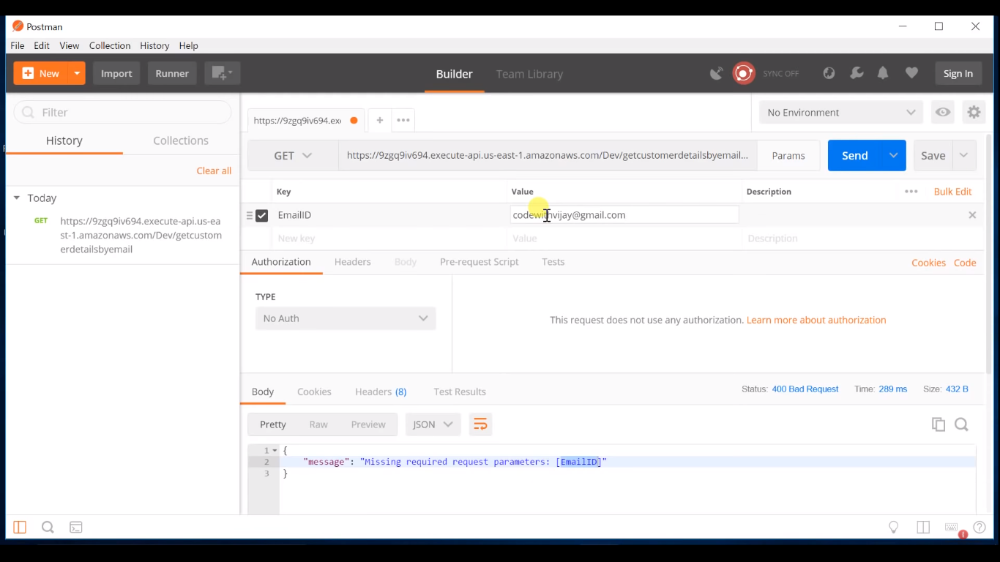 Postman
File Edit View Collection History Help
New Import Runner Builder Team Library SYNC OFF Sign In
Filter
History Collections
Clear all
Today
GET https://9zgq9iv694.execute-api.us-ea
st-1.amazonaws.com/Dev/getcustom
erdetailsbyemail
https://9zgq9iv694.exe + ••• No Environment
GET https://9zgq9iv694.execute-api.us-east-1.amazonaws.com/Dev/getcustomerdetailsbyemail... Params Send Save
Key Value Description ••• Bulk Edit
EmailID codewithvijay@gmail.com
New key Value Description
Authorization Headers Body Pre-request Script Tests Cookies Code
TYPE
No Auth
This request does not use any authorization. Learn more about authorization
Body Cookies Headers (8) Test Results Status: 400 Bad Request Time: 289 ms Size: 432 B
Pretty Raw Preview JSON
1 {
2 "message": "Missing required request parameters: [EmailID]"
3 }